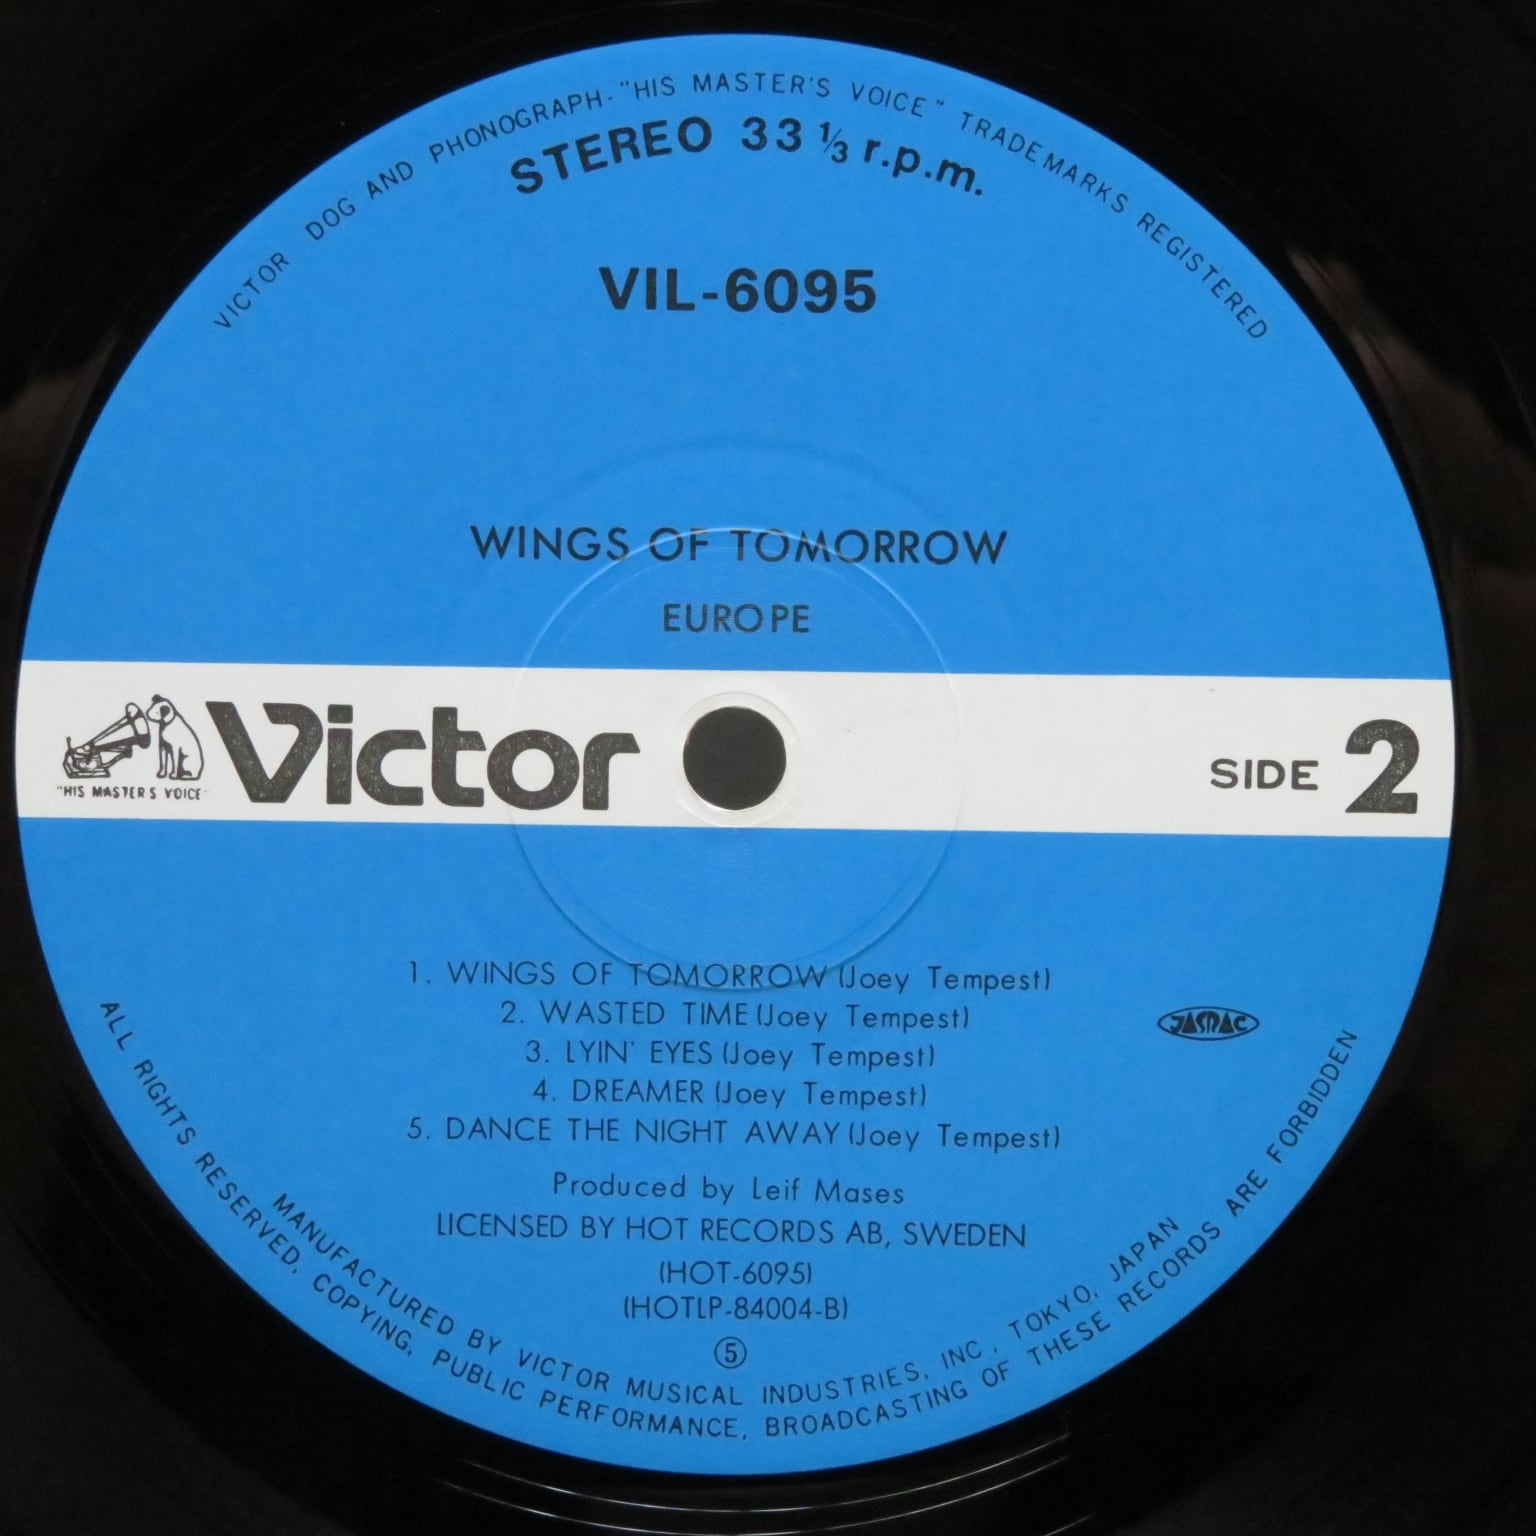 VICTOR DOG AND PHONOGRAPH-"HIS MASTER'S VOICE" TRADEMARKS REGISTERED
STEREO 33 1/3 r.p.m.
VIL-6095
WINGS OF TOMORROW
EUROPE
"HIS MASTER'S VOICE"
Victor
SIDE 2
1. WINGS OF TOMORROW (Joey Tempest)
2. WASTED TIME (Joey Tempest)
3. LYIN' EYES (Joey Tempest)
4. DREAMER (Joey Tempest)
5. DANCE THE NIGHT AWAY (Joey Tempest)
JASRAC
Produced by Leif Mases
LICENSED BY HOT RECORDS AB, SWEDEN
(HOT-6095)
(HOTLP-84004-B)
⑤
MANUFACTURED BY VICTOR MUSICAL INDUSTRIES, INC., TOKYO, JAPAN
ALL RIGHTS RESERVED. COPYING, PUBLIC PERFORMANCE, BROADCASTING OF THESE RECORDS ARE FORBIDDEN